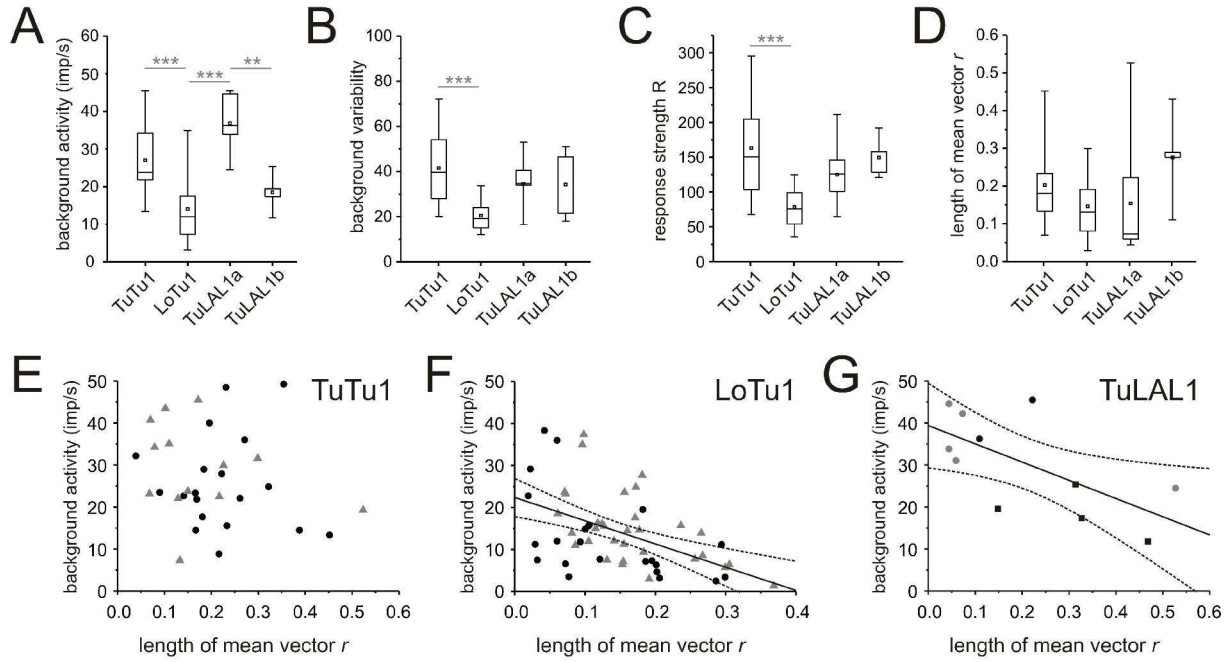 A
background activity (imp/s)
60
50
40
30
20
10
0
***
***
**
TuTu1
LoTu1
TuLAL1a
TuLAL1b
B
background variability
100
80
60
40
20
0
***
TuTu1
LoTu1
TuLAL1a
TuLAL1b
C
response strength R
300
250
200
150
100
50
0
***
TuTu1
LoTu1
TuLAL1a
TuLAL1b
D
length of mean vector r
0.6
0.5
0.4
0.3
0.2
0.1
0.0
TuTu1
LoTu1
TuLAL1a
TuLAL1b
E
TuTu1
background activity (imp/s)
50
40
30
20
10
0
0.0 0.1 0.2 0.3 0.4 0.5 0.6
length of mean vector r
F
LoTu1
background activity (imp/s)
50
40
30
20
10
0
0.0 0.1 0.2 0.3 0.4
length of mean vector r
G
TuLAL1
background activity (imp/s)
50
40
30
20
10
0
0.0 0.1 0.2 0.3 0.4 0.5 0.6
length of mean vector r